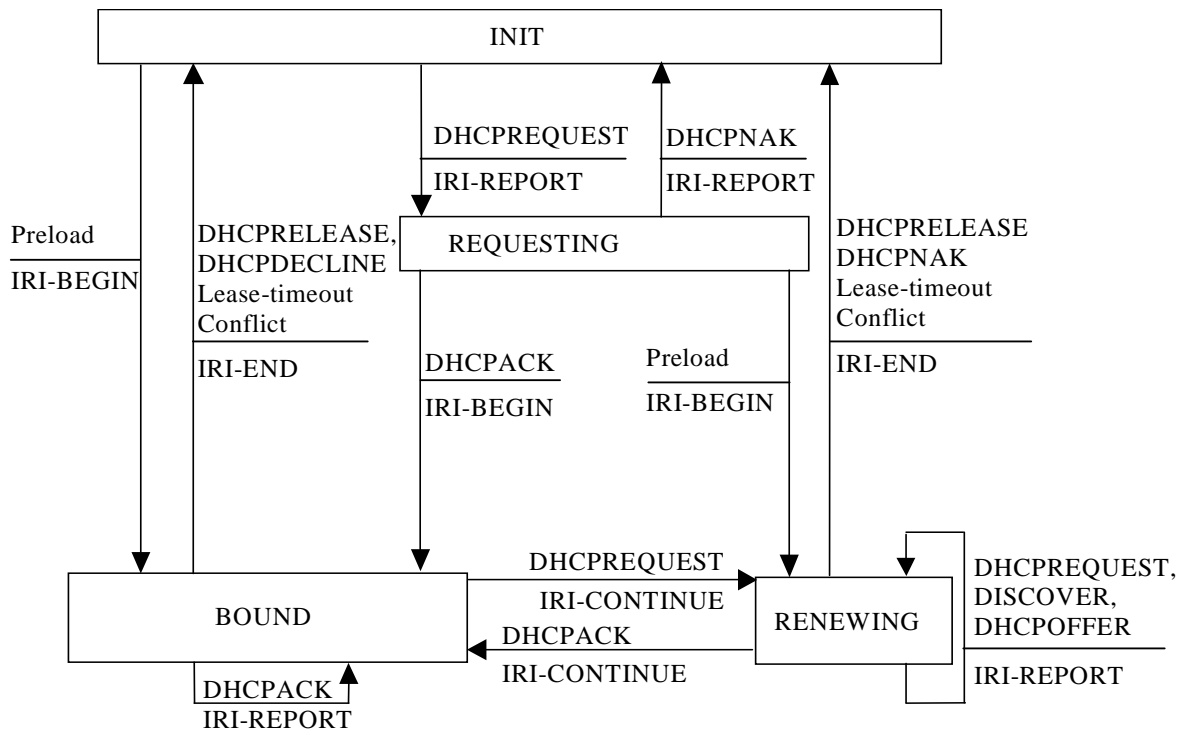 INIT
DHCPREQUEST
IRI-REPORT
DHCPNAK
IRI-REPORT
Preload
IRI-BEGIN
DHCPRELEASE,
DHCPDECLINE
Lease-timeout
Conflict
IRI-END
REQUESTING
DHCPRELEASE
DHCPNAK
Lease-timeout
Conflict
IRI-END
DHCPACK
IRI-BEGIN
Preload
IRI-BEGIN
BOUND
DHCPREQUEST
IRI-CONTINUE
DHCPACK
IRI-CONTINUE
RENEWING
DHCPREQUEST,
DISCOVER,
DHCPOFFER
IRI-REPORT
DHCPACK
IRI-REPORT